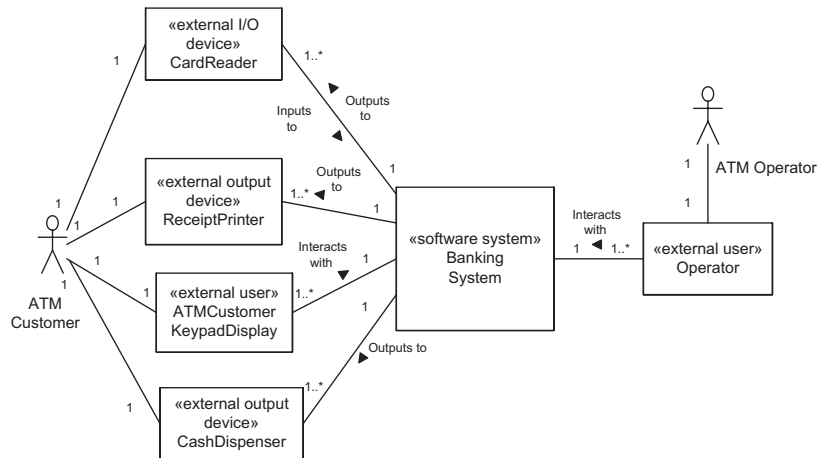 «external I/O
device»
CardReader
1
1
1..*
Inputs
to
Outputs
to
1
«external output
device»
ReceiptPrinter
1
1
1..*
Outputs
to
1
ATM
Customer
«external user»
ATMCustomer
KeypadDisplay
1
1
1..*
Interacts
with
1
«external output
device»
CashDispenser
1
1
1..*
Outputs to
1
«software system»
Banking
System
1
Interacts
with
1..*
«external user»
Operator
1
1
ATM Operator